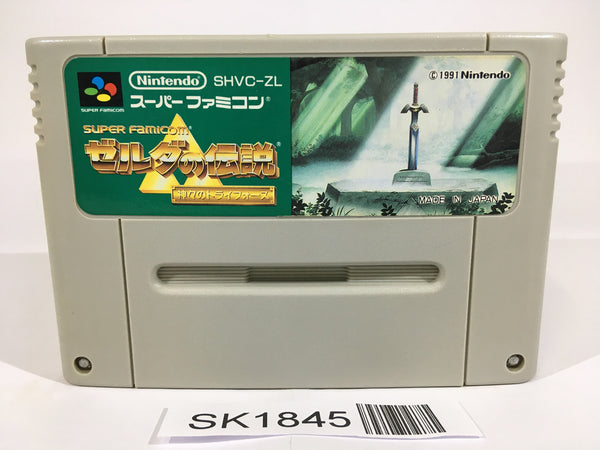 Nintendo SHVC-ZL
SUPER FAMICOM
スーパーファミコン®
SUPER FAMICOM®
ゼルダの伝説®
神々のトライフォース
©1991 Nintendo
MADE IN JAPAN
SK1845